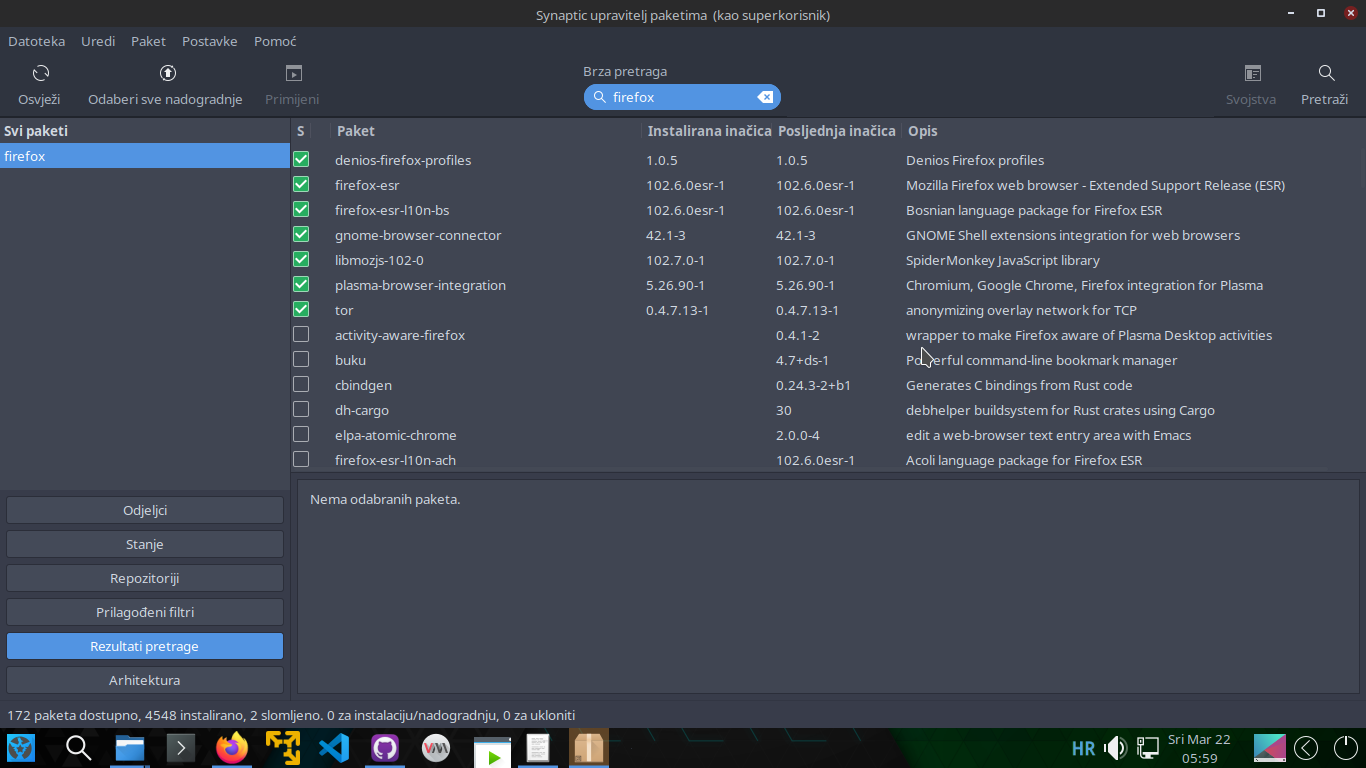 Synaptic upravitelj paketima  (kao superkorisnik)
Datoteka Uredi Paket Postavke Pomoć
Brza pretraga
Osvježi Odaberi sve nadogradnje Primijeni firefox Svojstva Pretraži
Svi paketi S Paket Instalirana inačica Posljednja inačica Opis
firefox
denios-firefox-profiles 1.0.5 1.0.5 Denios Firefox profiles
firefox-esr 102.6.0esr-1 102.6.0esr-1 Mozilla Firefox web browser - Extended Support Release (ESR)
firefox-esr-l10n-bs 102.6.0esr-1 102.6.0esr-1 Bosnian language package for Firefox ESR
gnome-browser-connector 42.1-3 42.1-3 GNOME Shell extensions integration for web browsers
libmozjs-102-0 102.7.0-1 102.7.0-1 SpiderMonkey JavaScript library
plasma-browser-integration 5.26.90-1 5.26.90-1 Chromium, Google Chrome, Firefox integration for Plasma
tor 0.4.7.13-1 0.4.7.13-1 anonymizing overlay network for TCP
activity-aware-firefox 0.4.1-2 wrapper to make Firefox aware of Plasma Desktop activities
buku 4.7+ds-1 Powerful command-line bookmark manager
cbindgen 0.24.3-2+b1 Generates C bindings from Rust code
dh-cargo 30 debhelper buildsystem for Rust crates using Cargo
elpa-atomic-chrome 2.0.0-4 edit a web-browser text entry area with Emacs
firefox-esr-l10n-ach 102.6.0esr-1 Acoli language package for Firefox ESR
Nema odabranih paketa.
Odjeljci
Stanje
Repozitoriji
Prilagođeni filtri
Rezultati pretrage
Arhitektura
172 paketa dostupno, 4548 instalirano, 2 slomljeno. 0 za instalaciju/nadogradnju, 0 za ukloniti
HR Sri Mar 22
05:59